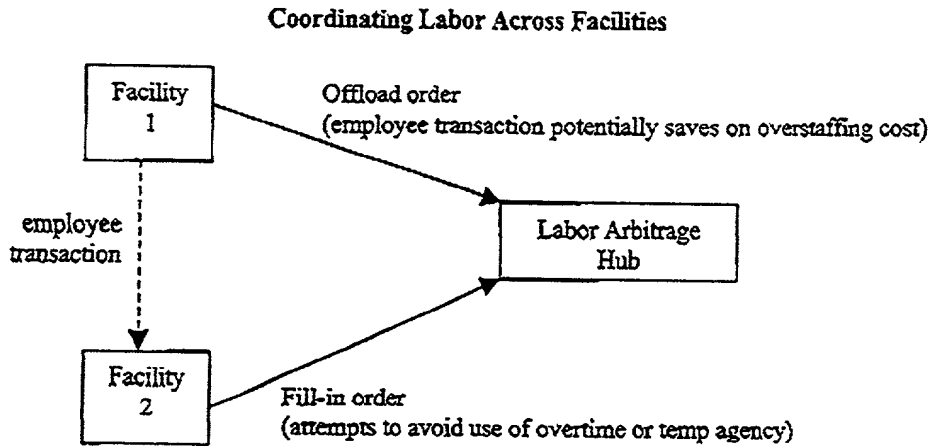 Coordinating Labor Across Facilities
Facility
1
Offload order
(employee transaction potentially saves on overstaffing cost)
employee
transaction
Labor Arbitrage
Hub
Facility
2
Fill-in order
(attempts to avoid use of overtime or temp agency)